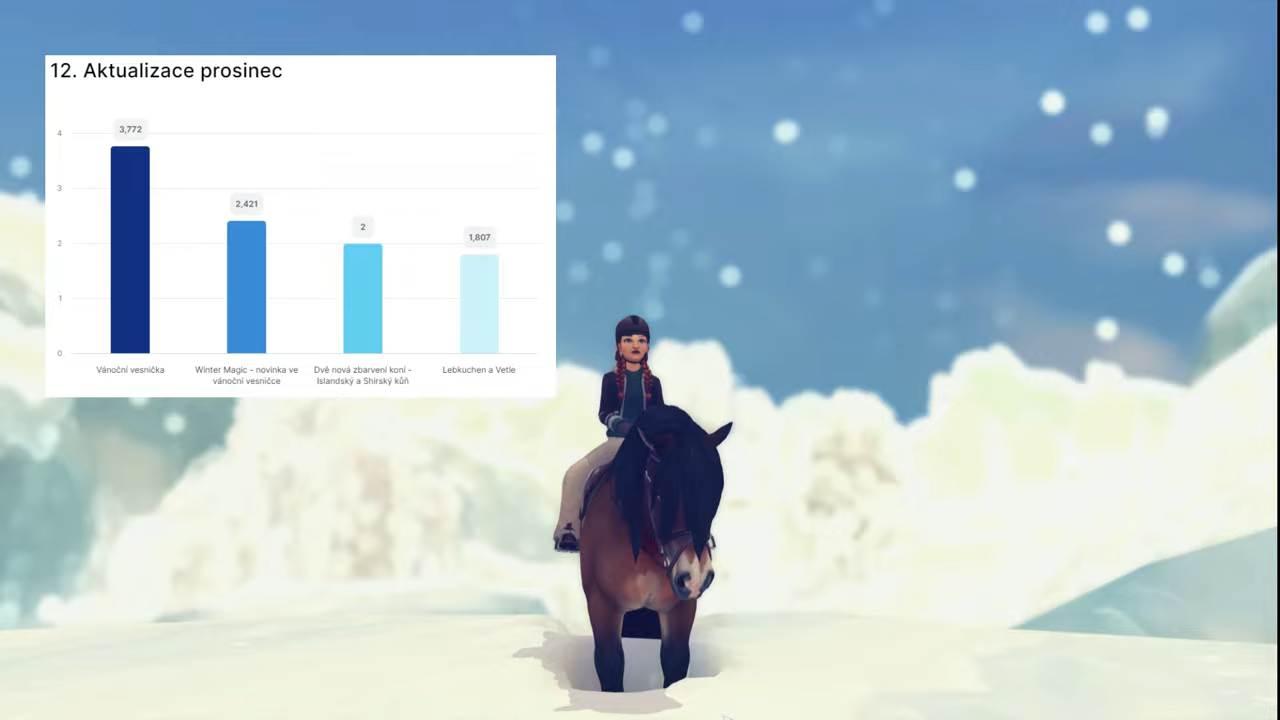 12. Aktualizace prosinec
4
3
2
1
0
3,772
2,421
2
1,807
Vánoční vesnička
Winter Magic - novinka ve
vánoční vesničce
Dvě nová zbarvení koní -
Islandský a Shirský kůň
Lebkuchen a Vetle